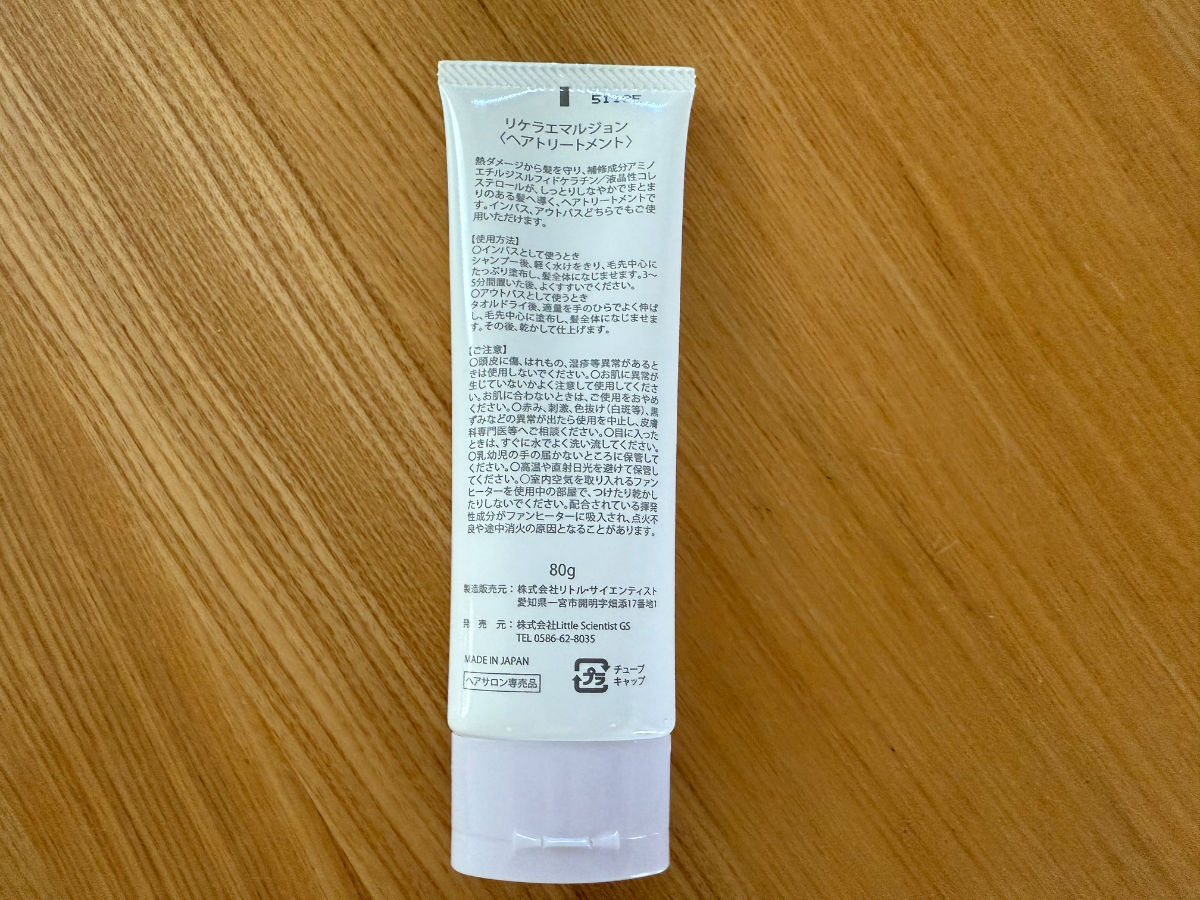 リケラエマルジョン
〈ヘアトリートメント〉
熱ダメージから髪を守り、補修成分アミノ
エチルジスルフィドケラチン/液晶性コレ
ステロールが、しっとりしなやかでまとま
りのある髪へ導く、ヘアトリートメントで
す。インバス、アウトバスどちらでもご使
用いただけます。
【使用方法】
〇インバスとして使うとき
シャンプー後、軽く水けをきり、毛先中心に
たっぷり塗布し、髪全体になじませます。3〜
5分間置いた後、よくすすいでください。
〇アウトバスとして使うとき
タオルドライ後、適量を手のひらでよく伸ば
し、毛先中心に塗布し、髪全体になじませま
す。その後、乾かして仕上げます。
【ご注意】
〇頭皮に傷、はれもの、湿疹等異常があると
きは使用しないでください。〇お肌に異常が
生じていないかよく注意して使用してくださ
い。お肌に合わないときは、ご使用をおやめ
ください。〇赤み、刺激、色抜け(白斑等)、黒
ずみなどの異常が出たら使用を中止し、皮膚
科専門医等へご相談ください。〇目に入った
ときは、すぐに水でよく洗い流してください。
〇乳幼児の手の届かないところに保管して
ください。〇高温や直射日光を避けて保管し
てください。〇室内空気を取り入れるファン
ヒーターを使用中の部屋で、つけたり乾かし
たりしないでください。配合されている揮発
性成分がファンヒーターに吸入され、点火不
良や途中消火の原因となることがあります。
80g
製造販売元：株式会社リトル・サイエンティスト
愛知県一宮市開明字畑添17番地1
発 売 元：株式会社Little Scientist GS
TEL 0586-62-8035
MADE IN JAPAN
ヘアサロン専売品
プラ
チューブ
キャップ